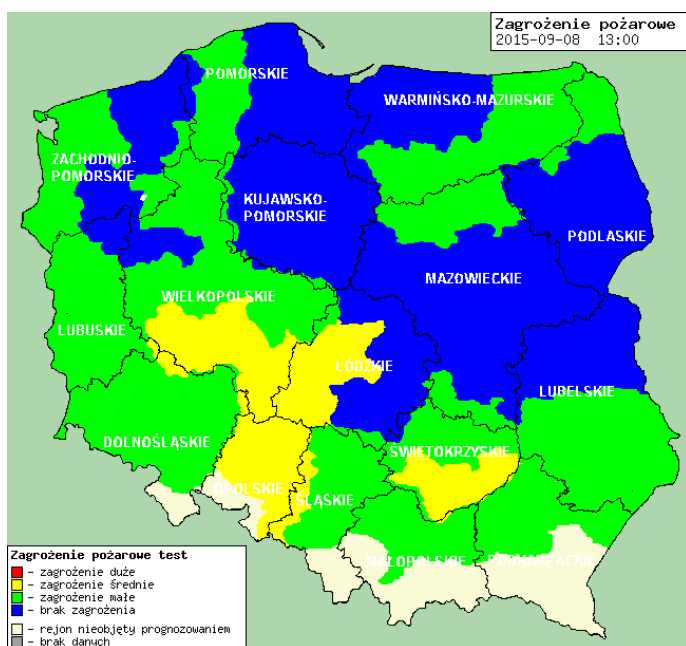 Zagrożenie pożarowe
2015-09-08 13:00
POMORSKIE
WARMIŃSKO-MAZURSKIE
ZACHODNIO-
POMORSKIE
KUJAWSKO-
POMORSKIE
PODLASKIE
MAZOWIECKIE
WIELKOPOLSKIE
LUBUSKIE
ŁÓDZKIE
LUBELSKIE
DOLNOŚLĄSKIE
ŚWIĘTOKRZYSKIE
OPOLSKIE
ŚLĄSKIE
MAŁOPOLSKIE
PODKARPACKIE
Zagrożenie pożarowe test
- zagrożenie duże
- zagrożenie średnie
- zagrożenie małe
- brak zagrożenia
- rejon nieobjęty prognozowaniem
- brak danych